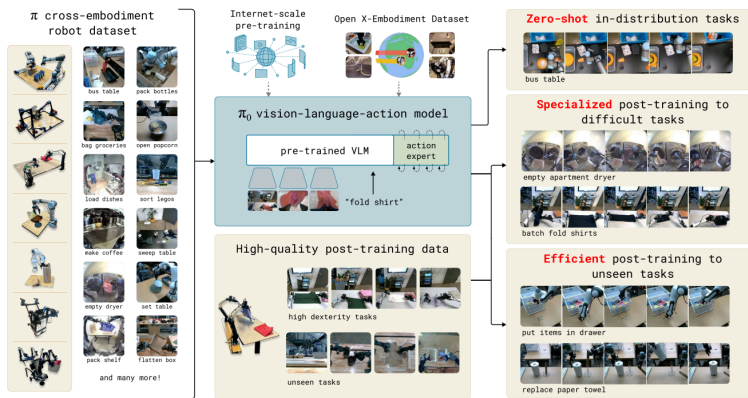 π cross-embodiment
robot dataset
bus table
pack bottles
bag groceries
open popcorn
load dishes
sort legos
make coffee
sweep table
empty dryer
set table
pack shelf
flatten box
and many more!
Internet-scale
pre-training
Open X-Embodiment Dataset
π₀ vision-language-action model
pre-trained VLM
action
expert
"fold shirt"
High-quality post-training data
high dexterity tasks
unseen tasks
Zero-shot in-distribution tasks
bus table
Specialized post-training to
difficult tasks
empty apartment dryer
batch fold shirts
Efficient post-training to
unseen tasks
put items in drawer
replace paper towel